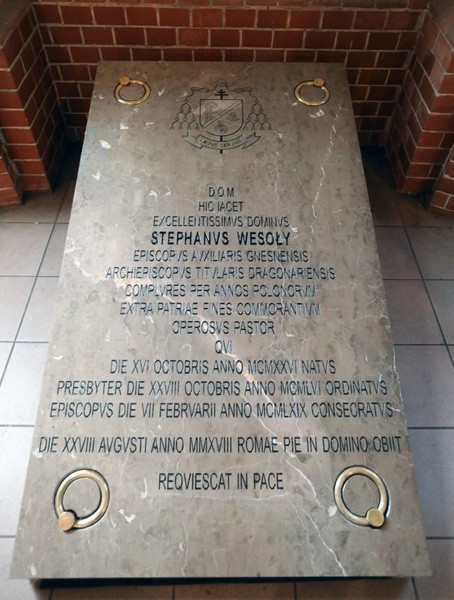 D.O.M
HIC IACET
EXCELLENTISSIMVS DOMINVS
STEPHANVS WESOŁY
EPISCOPVS AVXILIARIS GNESNENSIS
ARCHIEPISCOPVS TITVLARIS DRAGONARIENSIS
COMPLVRES PER ANNOS POLONORVM
EXTRA PATRIAE FINES COMMORANTIVM
OPEROSVS PASTOR
QVI
DIE XVI OCTOBRIS ANNO MCMXXVI NATVS
PRESBYTER DIE XXVIII OCTOBRIS ANNO MCMLVI ORDINATVS
EPISCOPVS DIE VII FEBRVARII ANNO MCMLXIX CONSECRATVS
DIE XXVIII AVGVSTI ANNO MMXVIII ROMAE PIE IN DOMINO OBIIT
REQVIESCAT IN PACE